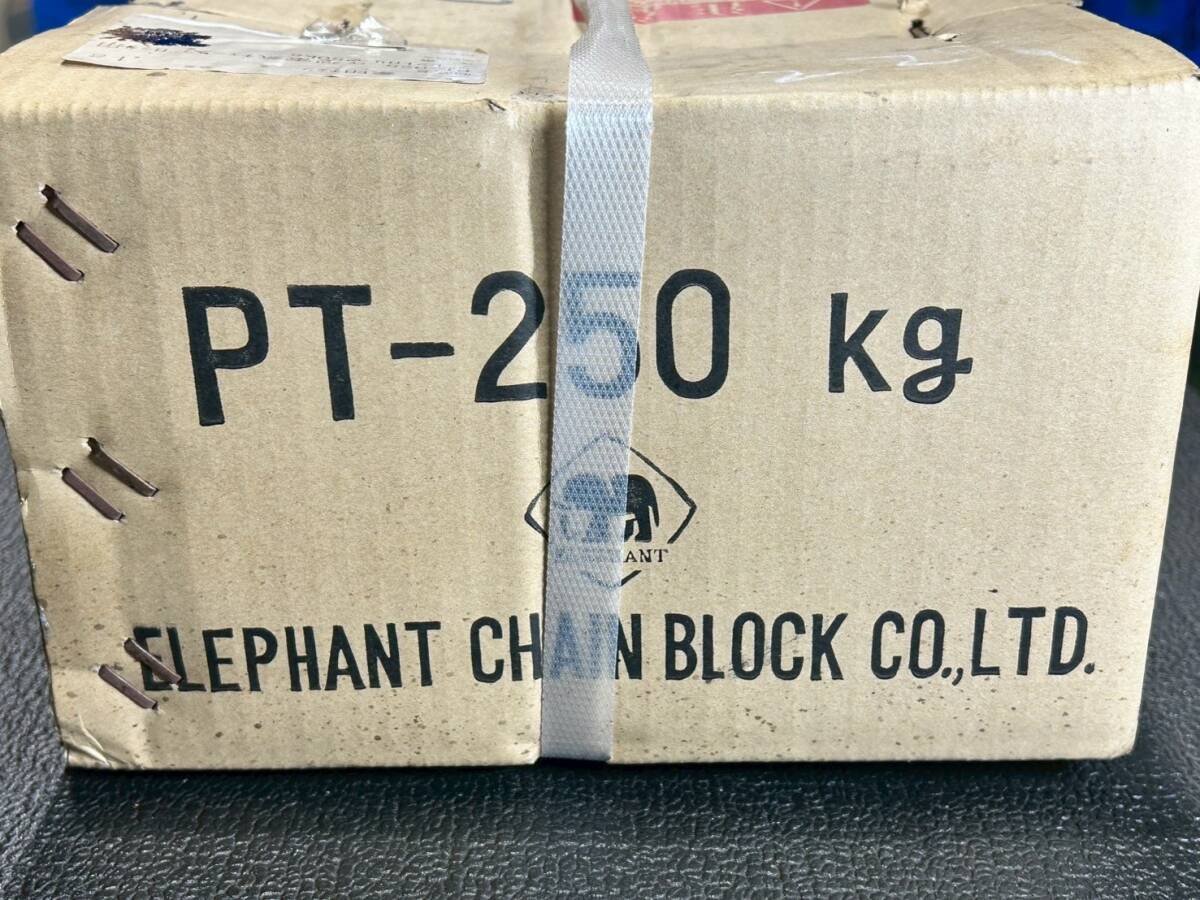 PT-250 kg
ELEPHANT
ELEPHANT CHAIN BLOCK CO.,LTD.